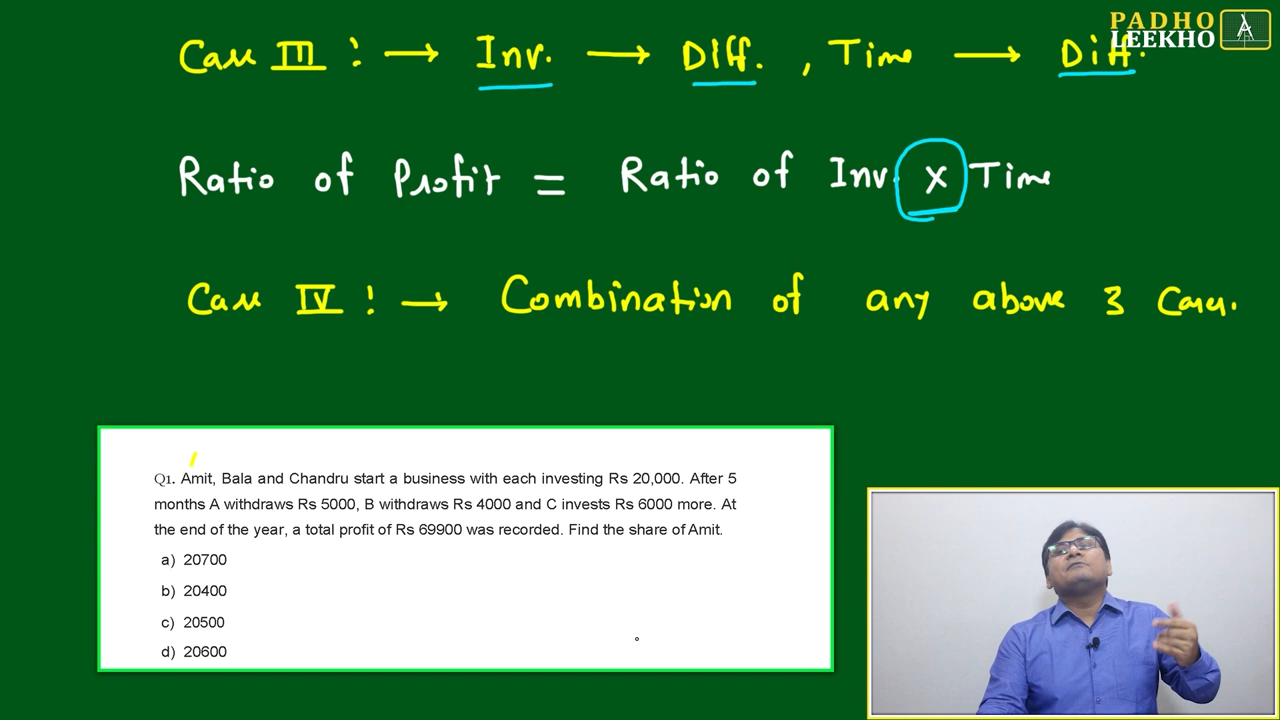 PADHO
LEEKHO
Case III : → Inv. → Diff. , Time → Diff.
Ratio of Profit = Ratio of Inv. x Time
Case IV : → Combination of any above 3 Cases.
Q1. Amit, Bala and Chandru start a business with each investing Rs 20,000. After 5
months A withdraws Rs 5000, B withdraws Rs 4000 and C invests Rs 6000 more. At
the end of the year, a total profit of Rs 69900 was recorded. Find the share of Amit.
a) 20700
b) 20400
c) 20500
d) 20600